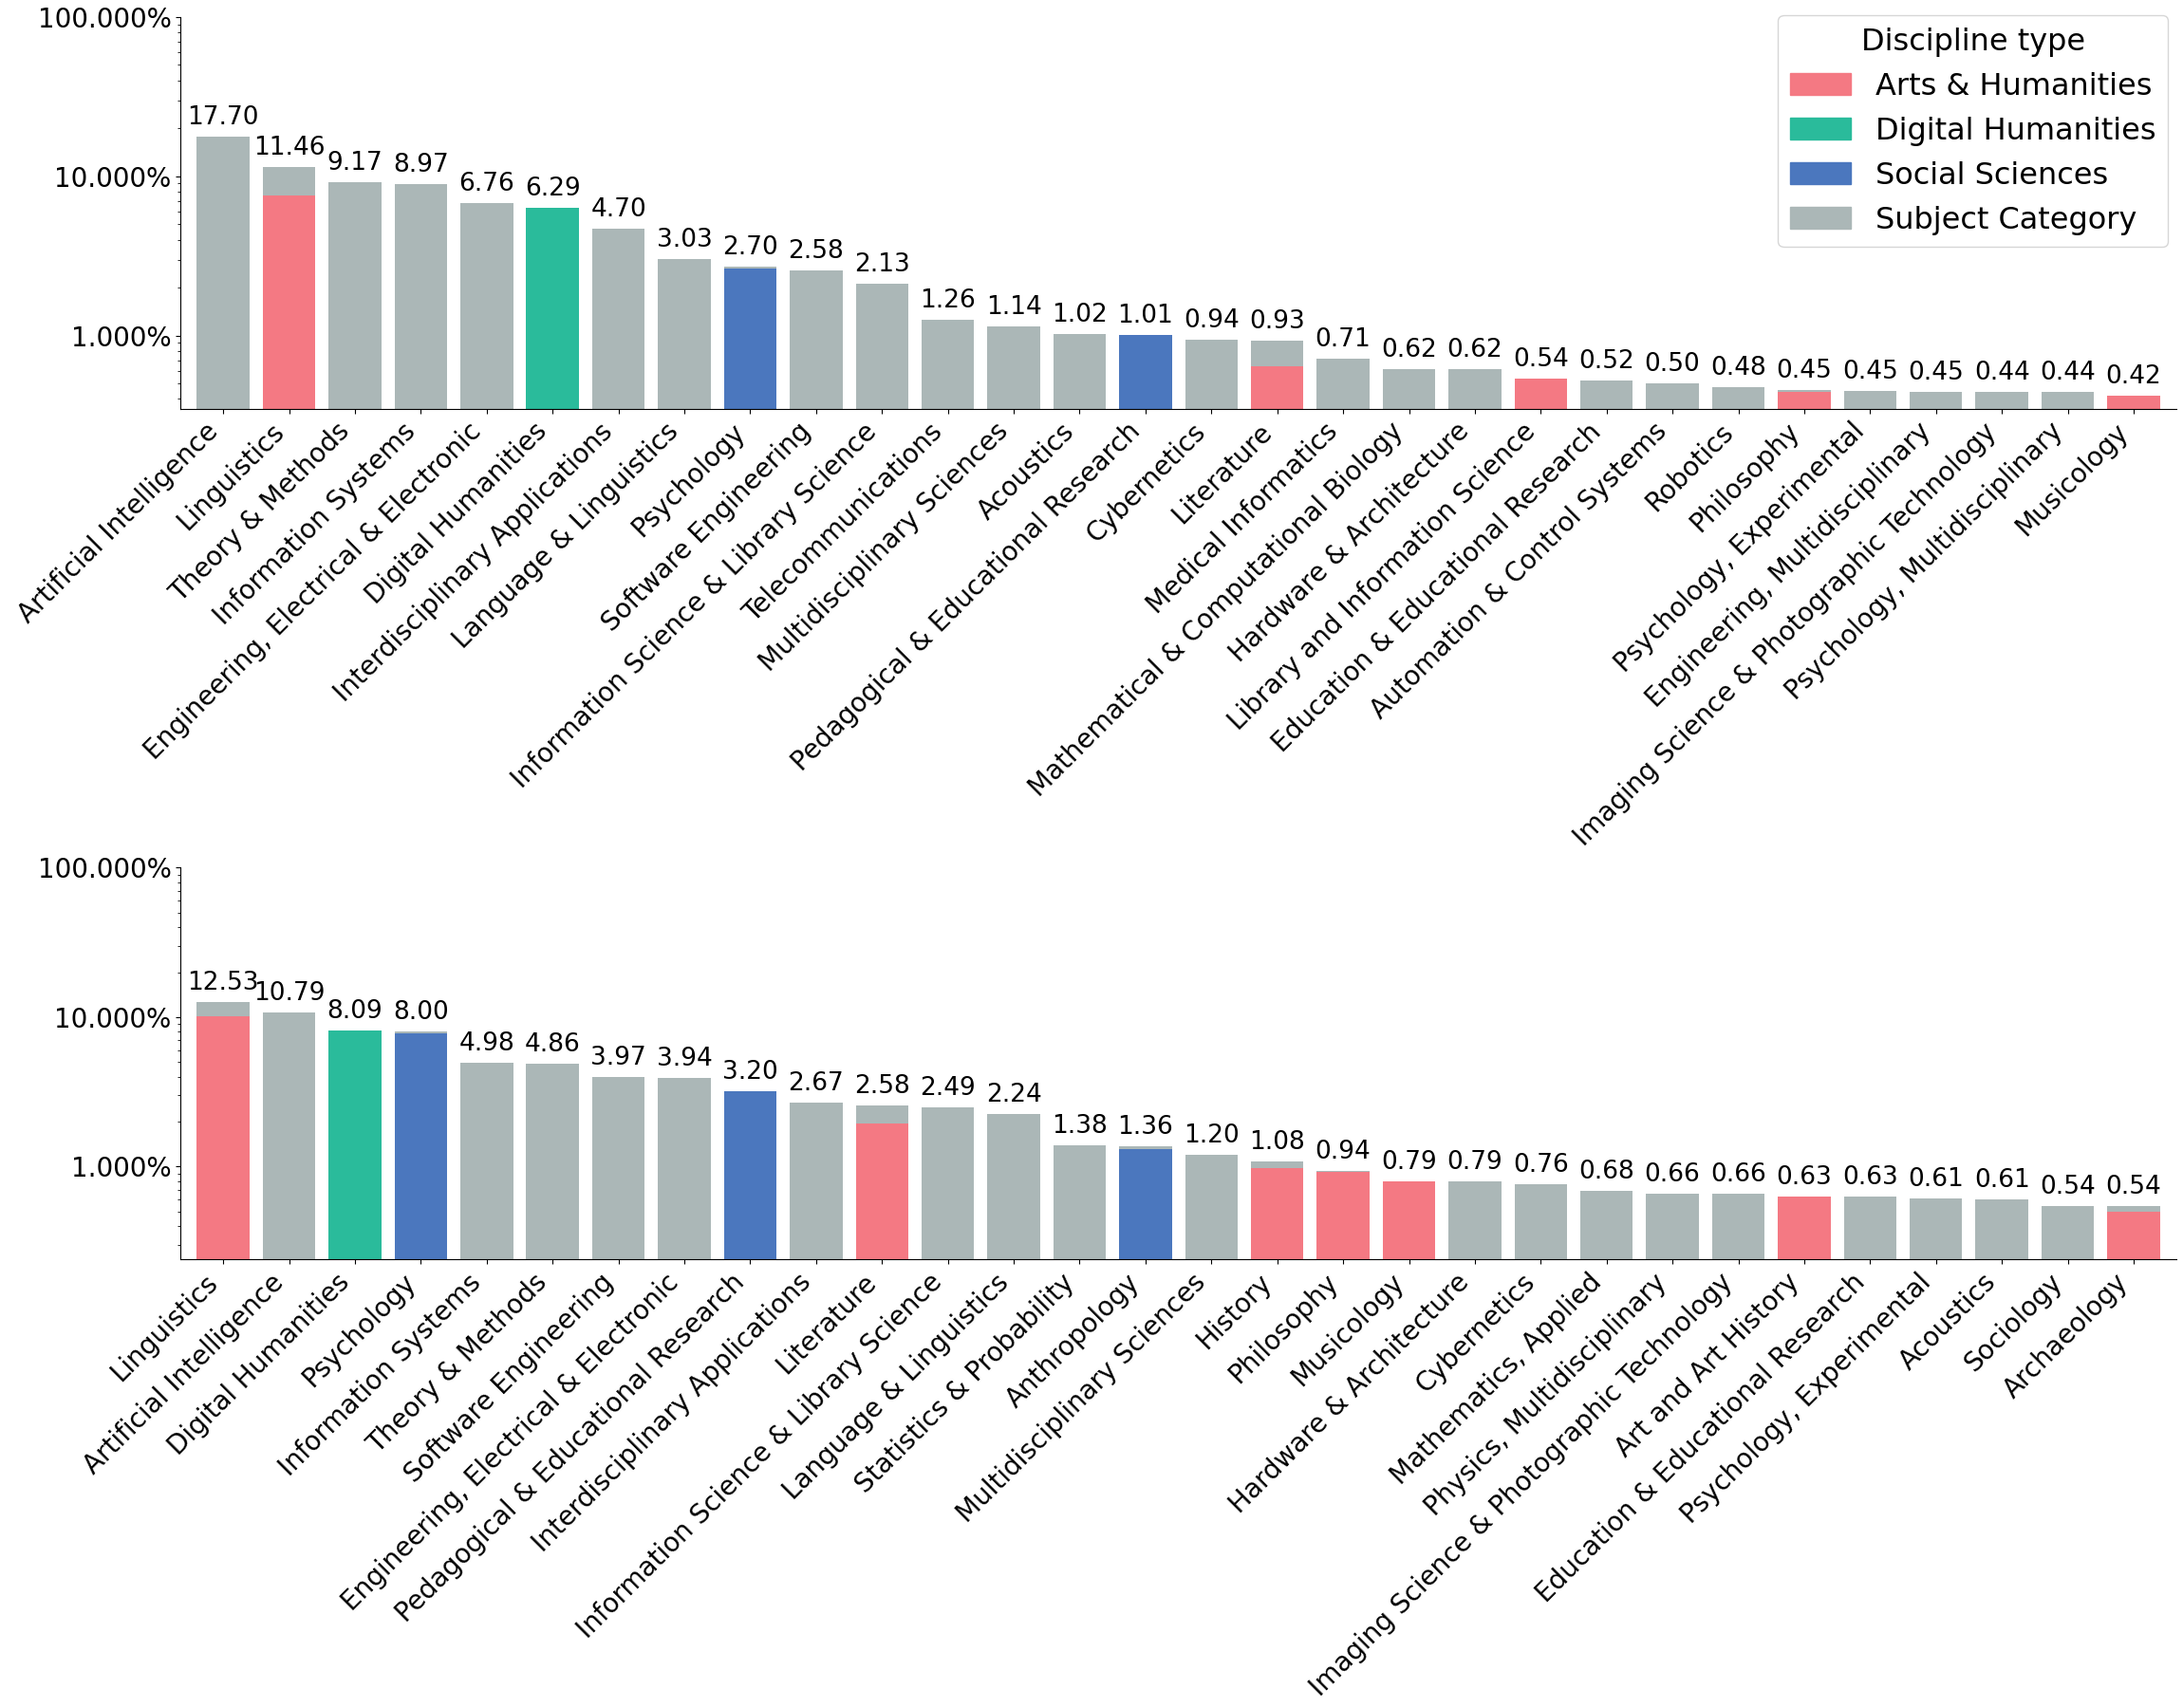 100.000%
10.000%
1.000%
Discipline type
Arts & Humanities
Digital Humanities
Social Sciences
Subject Category
17.70
11.46
9.17
8.97
6.76
6.29
4.70
3.03
2.70
2.58
2.13
1.26
1.14
1.02
1.01
0.94
0.93
0.71
0.62
0.62
0.54
0.52
0.50
0.48
0.45
0.45
0.45
0.44
0.44
0.42
Artificial Intelligence
Linguistics
Theory & Methods
Information Systems
Engineering, Electrical & Electronic
Digital Humanities
Interdisciplinary Applications
Language & Linguistics
Psychology
Software Engineering
Information Science & Library Science
Telecommunications
Multidisciplinary Sciences
Acoustics
Pedagogical & Educational Research
Cybernetics
Literature
Medical Informatics
Mathematical & Computational Biology
Hardware & Architecture
Library and Information Science
Education & Educational Research
Automation & Control Systems
Robotics
Philosophy
Psychology, Experimental
Engineering, Multidisciplinary
Imaging Science & Photographic Technology
Psychology, Multidisciplinary
Musicology
100.000%
10.000%
1.000%
12.53
10.79
8.09
8.00
4.98
4.86
3.97
3.94
3.20
2.67
2.58
2.49
2.24
1.38
1.36
1.20
1.08
0.94
0.79
0.79
0.76
0.68
0.66
0.66
0.63
0.63
0.61
0.61
0.54
0.54
Linguistics
Artificial Intelligence
Digital Humanities
Psychology
Information Systems
Theory & Methods
Software Engineering
Engineering, Electrical & Electronic
Pedagogical & Educational Research
Interdisciplinary Applications
Literature
Information Science & Library Science
Language & Linguistics
Statistics & Probability
Anthropology
Multidisciplinary Sciences
History
Philosophy
Musicology
Hardware & Architecture
Cybernetics
Mathematics, Applied
Physics, Multidisciplinary
Imaging Science & Photographic Technology
Art and Art History
Education & Educational Research
Psychology, Experimental
Acoustics
Sociology
Archaeology